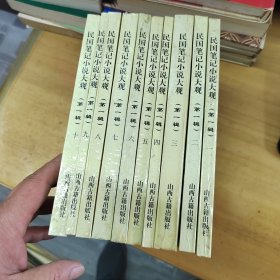 民国笔记小说大观（第一辑）十 山西古籍出版社
民国笔记小说大观（第一辑）九 山西古籍出版社
民国笔记小说大观（第一辑）八 山西古籍出版社
民国笔记小说大观（第一辑）七 山西古籍出版社
民国笔记小说大观（第一辑）六 山西古籍出版社
民国笔记小说大观（第一辑）五 山西古籍出版社
民国笔记小说大观（第一辑）四 山西古籍出版社
民国笔记小说大观（第一辑）三 山西古籍出版社
民国笔记小说大观（第一辑）二 山西古籍出版社
民国笔记小说大观（第一辑）一 山西古籍出版社